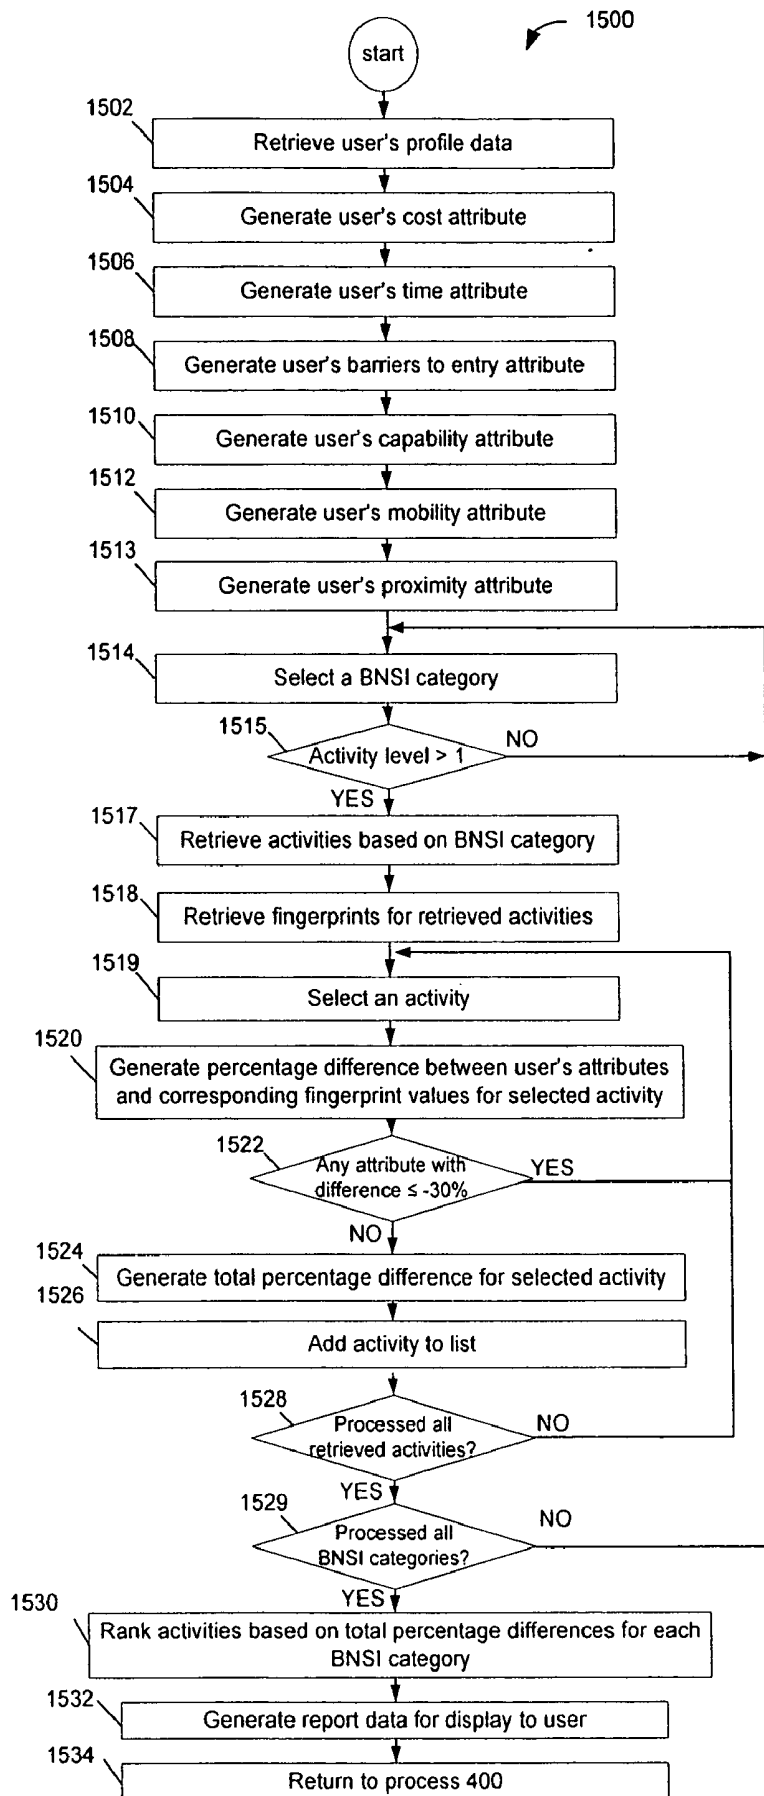 1500
start
1502
Retrieve user's profile data
1504
Generate user's cost attribute
1506
Generate user's time attribute
1508
Generate user's barriers to entry attribute
1510
Generate user's capability attribute
1512
Generate user's mobility attribute
1513
Generate user's proximity attribute
1514
Select a BNSI category
1515
Activity level > 1
NO
YES
1517
Retrieve activities based on BNSI category
1518
Retrieve fingerprints for retrieved activities
1519
Select an activity
1520
Generate percentage difference between user's attributes
and corresponding fingerprint values for selected activity
1522
Any attribute with
difference ≤ -30%
YES
NO
1524
Generate total percentage difference for selected activity
1526
Add activity to list
1528
Processed all
retrieved activities?
NO
YES
1529
Processed all
BNSI categories?
NO
YES
1530
Rank activities based on total percentage differences for each
BNSI category
1532
Generate report data for display to user
1534
Return to process 400